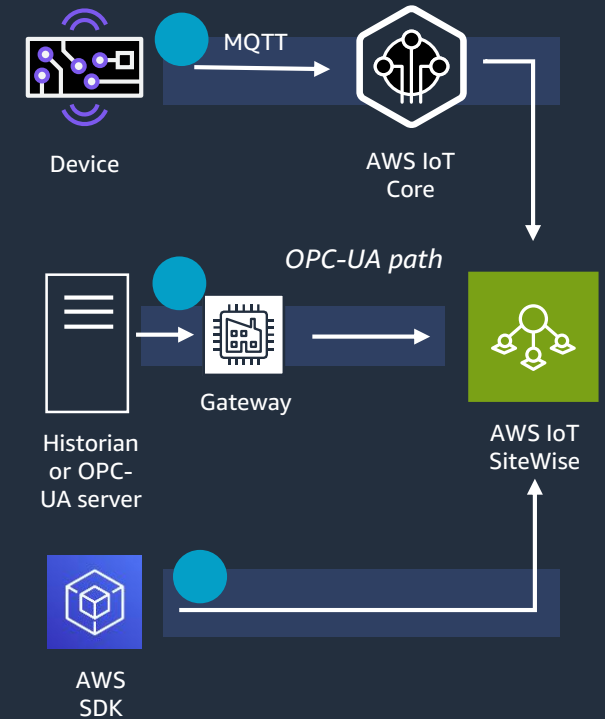 MQTT
Device
AWS IoT
Core
OPC-UA path
Gateway
Historian
or OPC-
UA server
AWS IoT
SiteWise
AWS
SDK